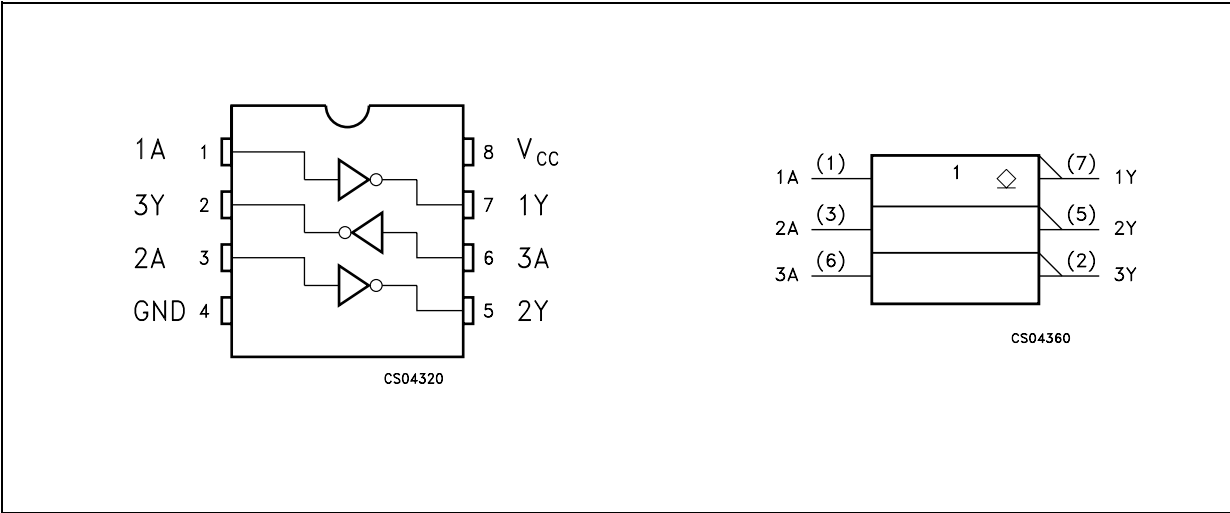 1A 1 8 VCC
3Y 2 7 1Y
2A 3 6 3A
GND 4 5 2Y
CS04320
1A (1) 1 (7) 1Y
2A (3) (5) 2Y
3A (6) (2) 3Y
CS04360